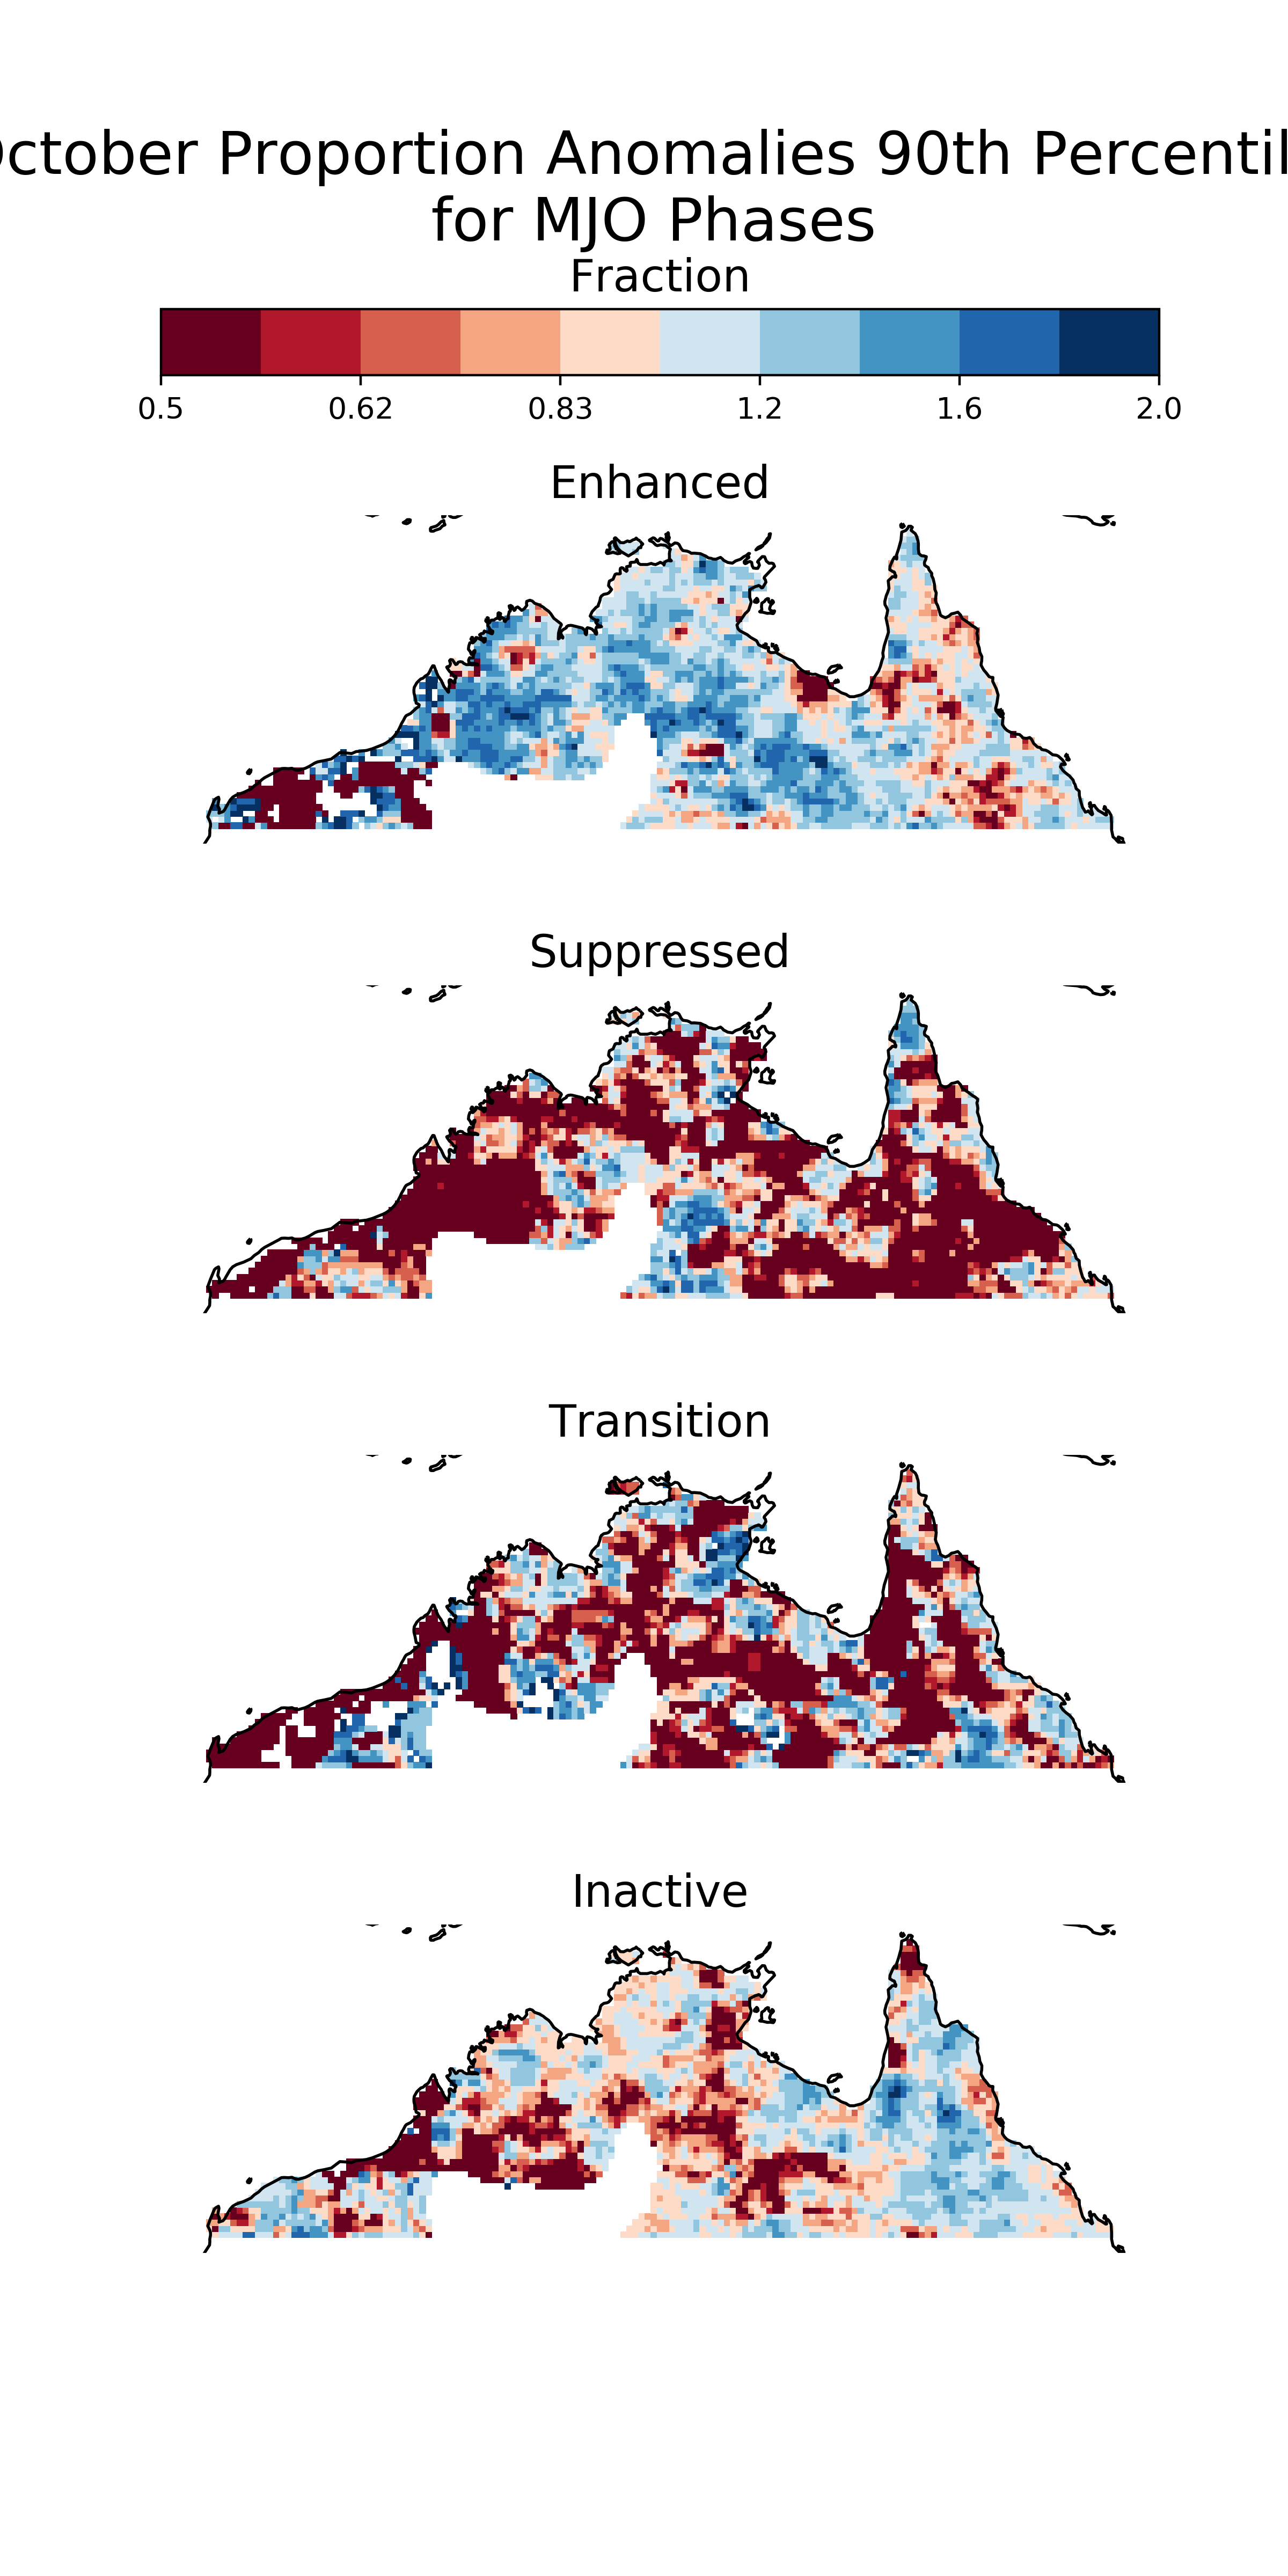 October Proportion Anomalies 90th Percentil
for MJO Phases
Fraction
0.5 0.62 0.83 1.2 1.6 2.0
Enhanced
Suppressed
Transition
Inactive